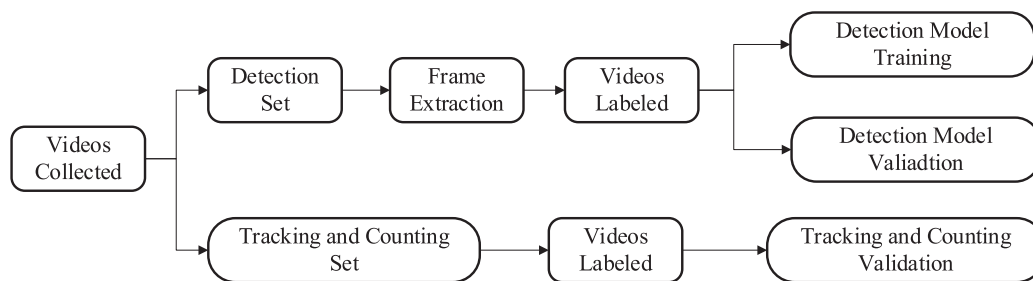 Videos
Collected
Detection
Set
Frame
Extraction
Videos
Labeled
Detection Model
Training
Detection Model
Valiadtion
Tracking and Counting
Set
Videos
Labeled
Tracking and Counting
Validation